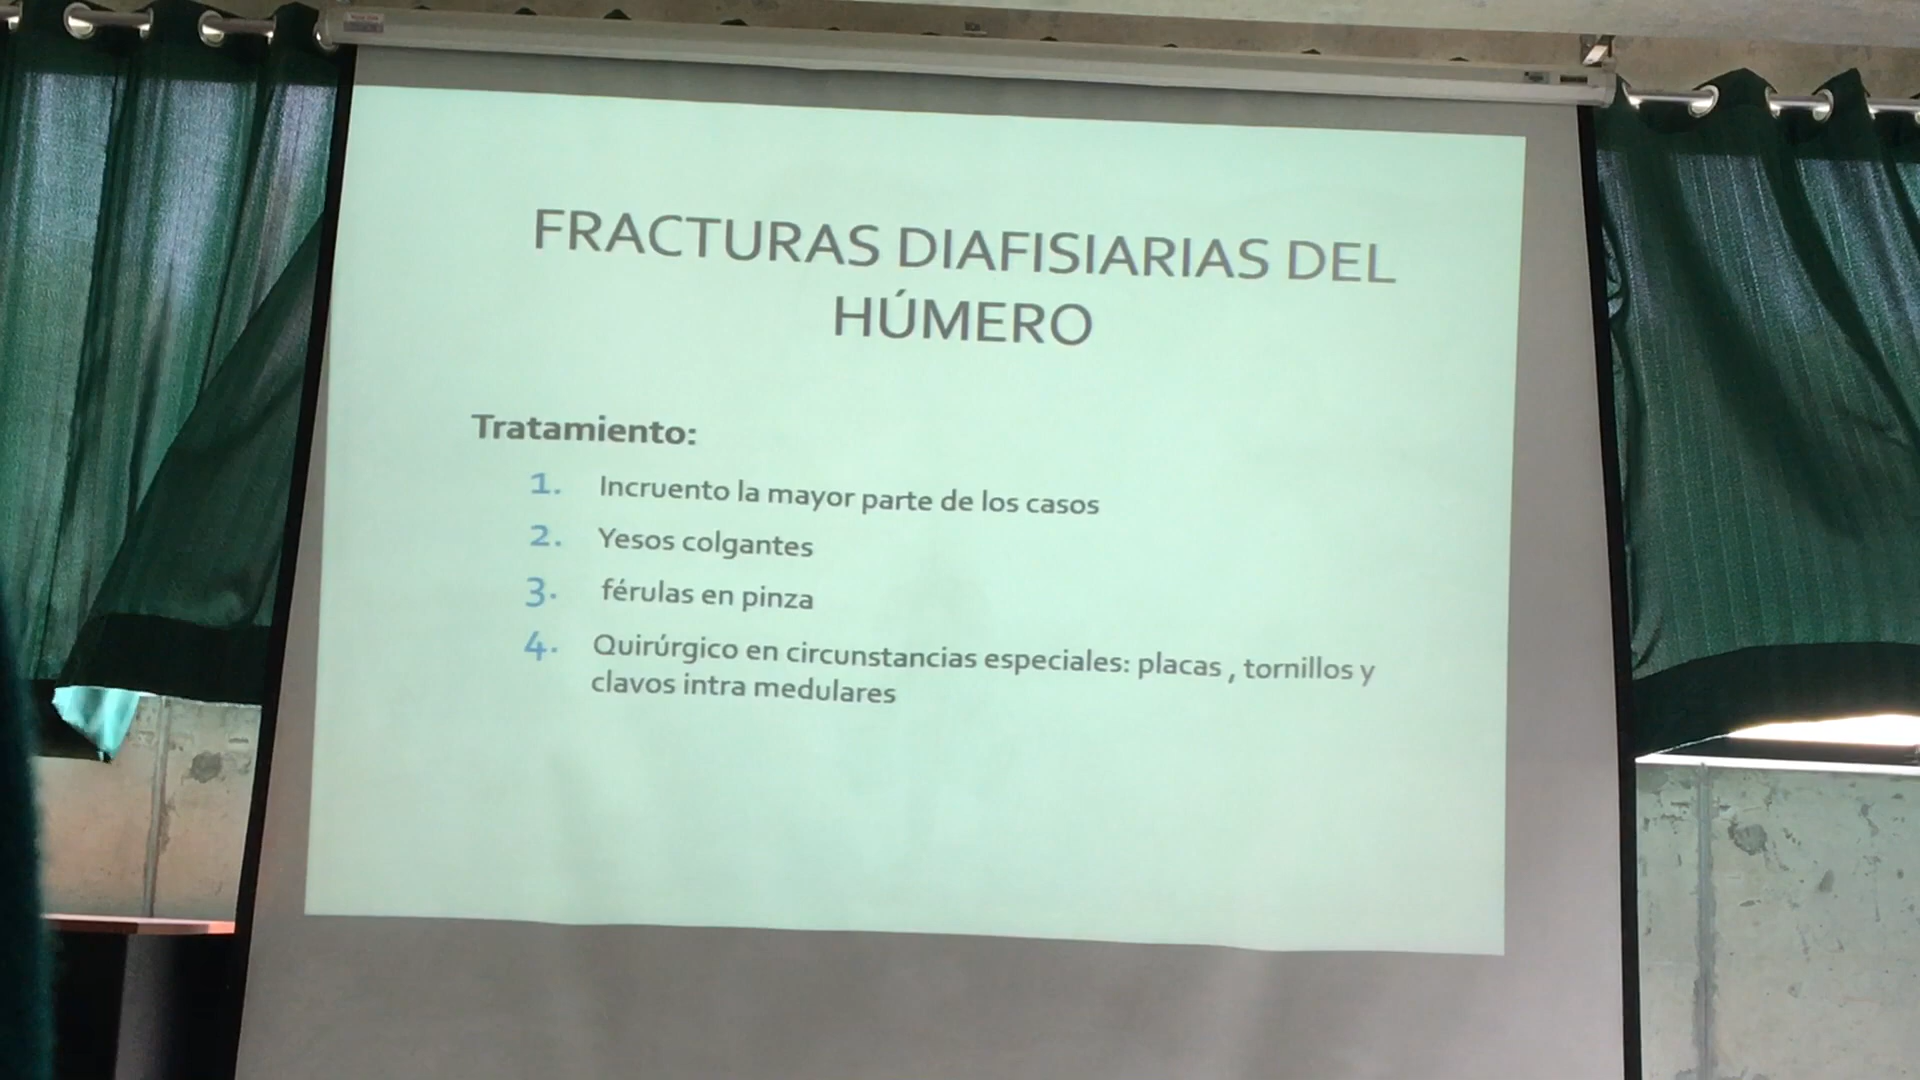 FRACTURAS DIAFISIARIAS DEL
HÚMERO
Tratamiento:
1. Incruento la mayor parte de los casos
2. Yesos colgantes
3. férulas en pinza
4. Quirúrgico en circunstancias especiales: placas , tornillos y
clavos intra medulares